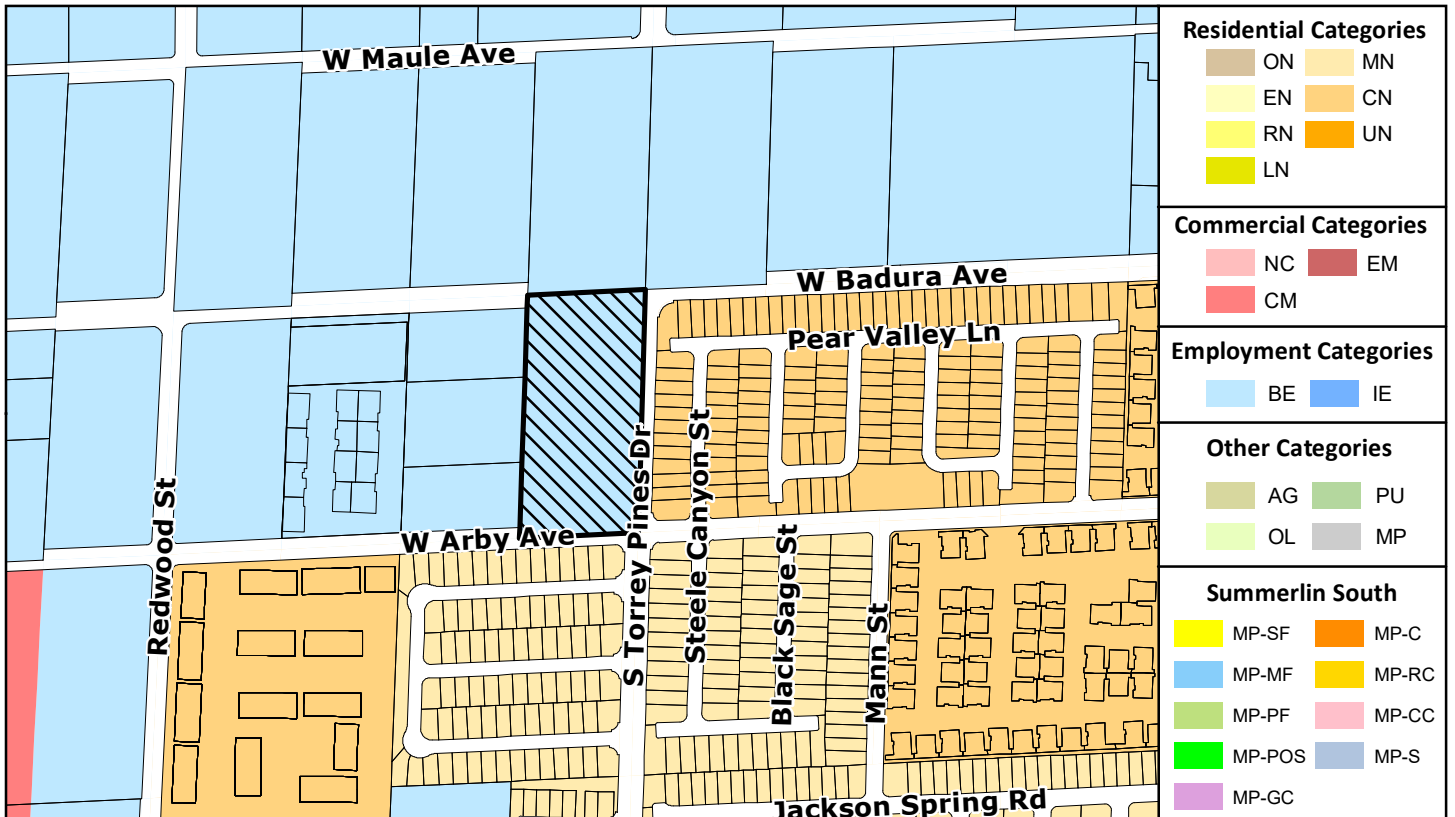 W Maule Ave
W Badura Ave
Pear Valley Ln
W Arby Ave
Redwood St
S Torrey Pines Dr
Steele Canyon St
Black Sage St
Mann St
Jackson Spring Rd
Residential Categories
ON MN
EN CN
RN UN
LN
Commercial Categories
NC EM
CM
Employment Categories
BE IE
Other Categories
AG PU
OL MP
Summerlin South
MP-SF MP-C
MP-MF MP-RC
MP-PF MP-CC
MP-POS MP-S
MP-GC